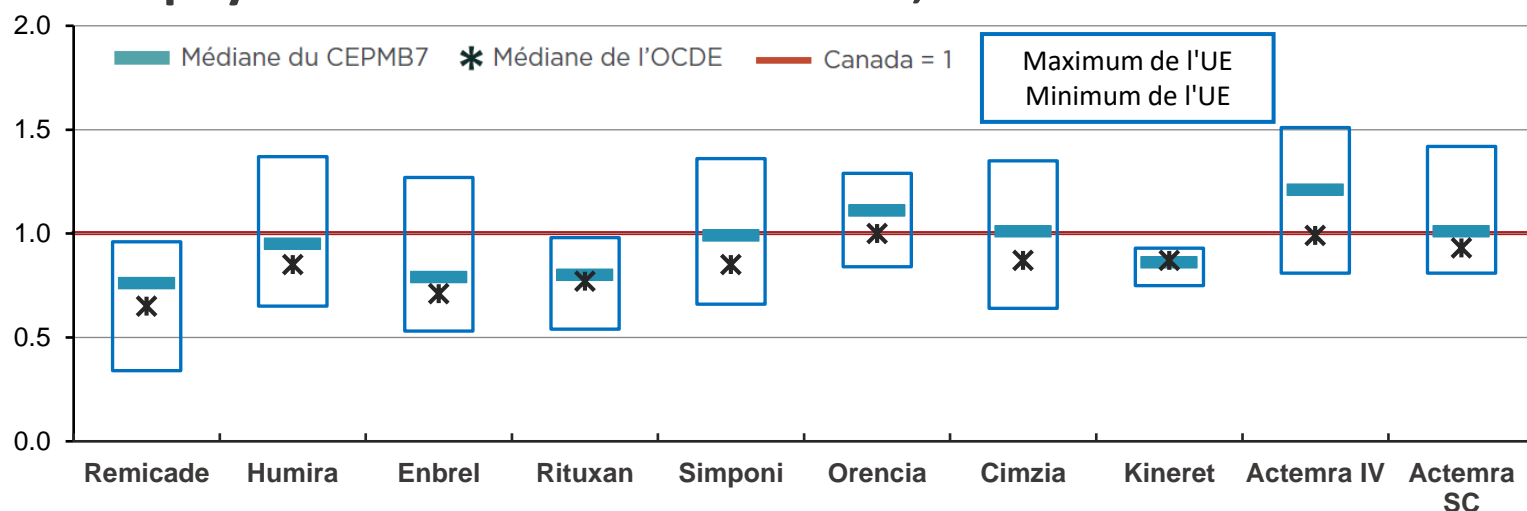 2.0
Médiane du CEPMB7
Médiane de l'OCDE
Canada = 1
Maximum de l'UE
Minimum de l'UE
1.5
1.0
0.5
0.0
Remicade
Humira
Enbrel
Rituxan
Simponi
Orencia
Cimzia
Kineret
Actemra IV
Actemra SC